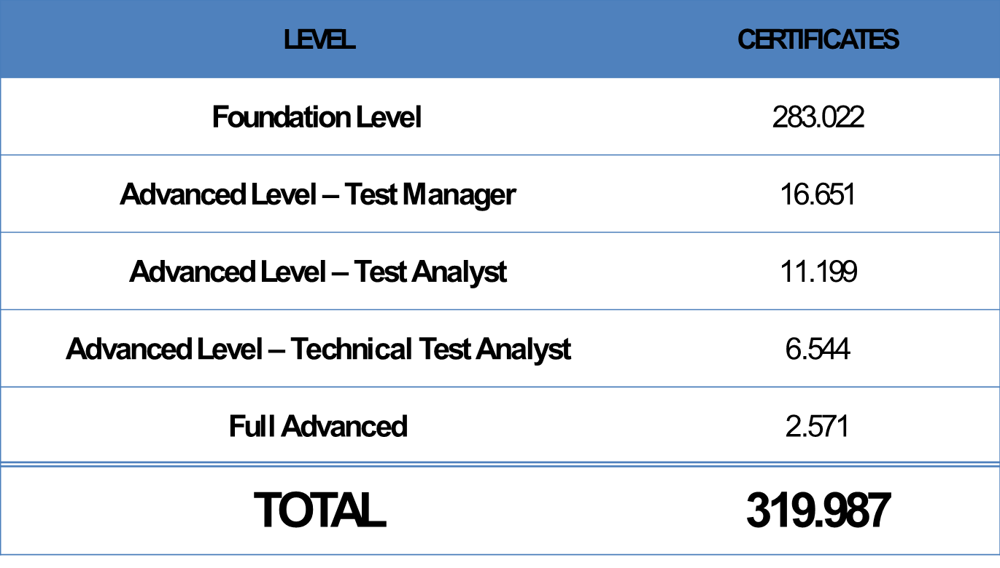 LEVEL CERTIFICATES
Foundation Level 283.022
Advanced Level – Test Manager 16.651
Advanced Level – Test Analyst 11.199
Advanced Level – Technical Test Analyst 6.544
Full Advanced 2.571
TOTAL 319.987